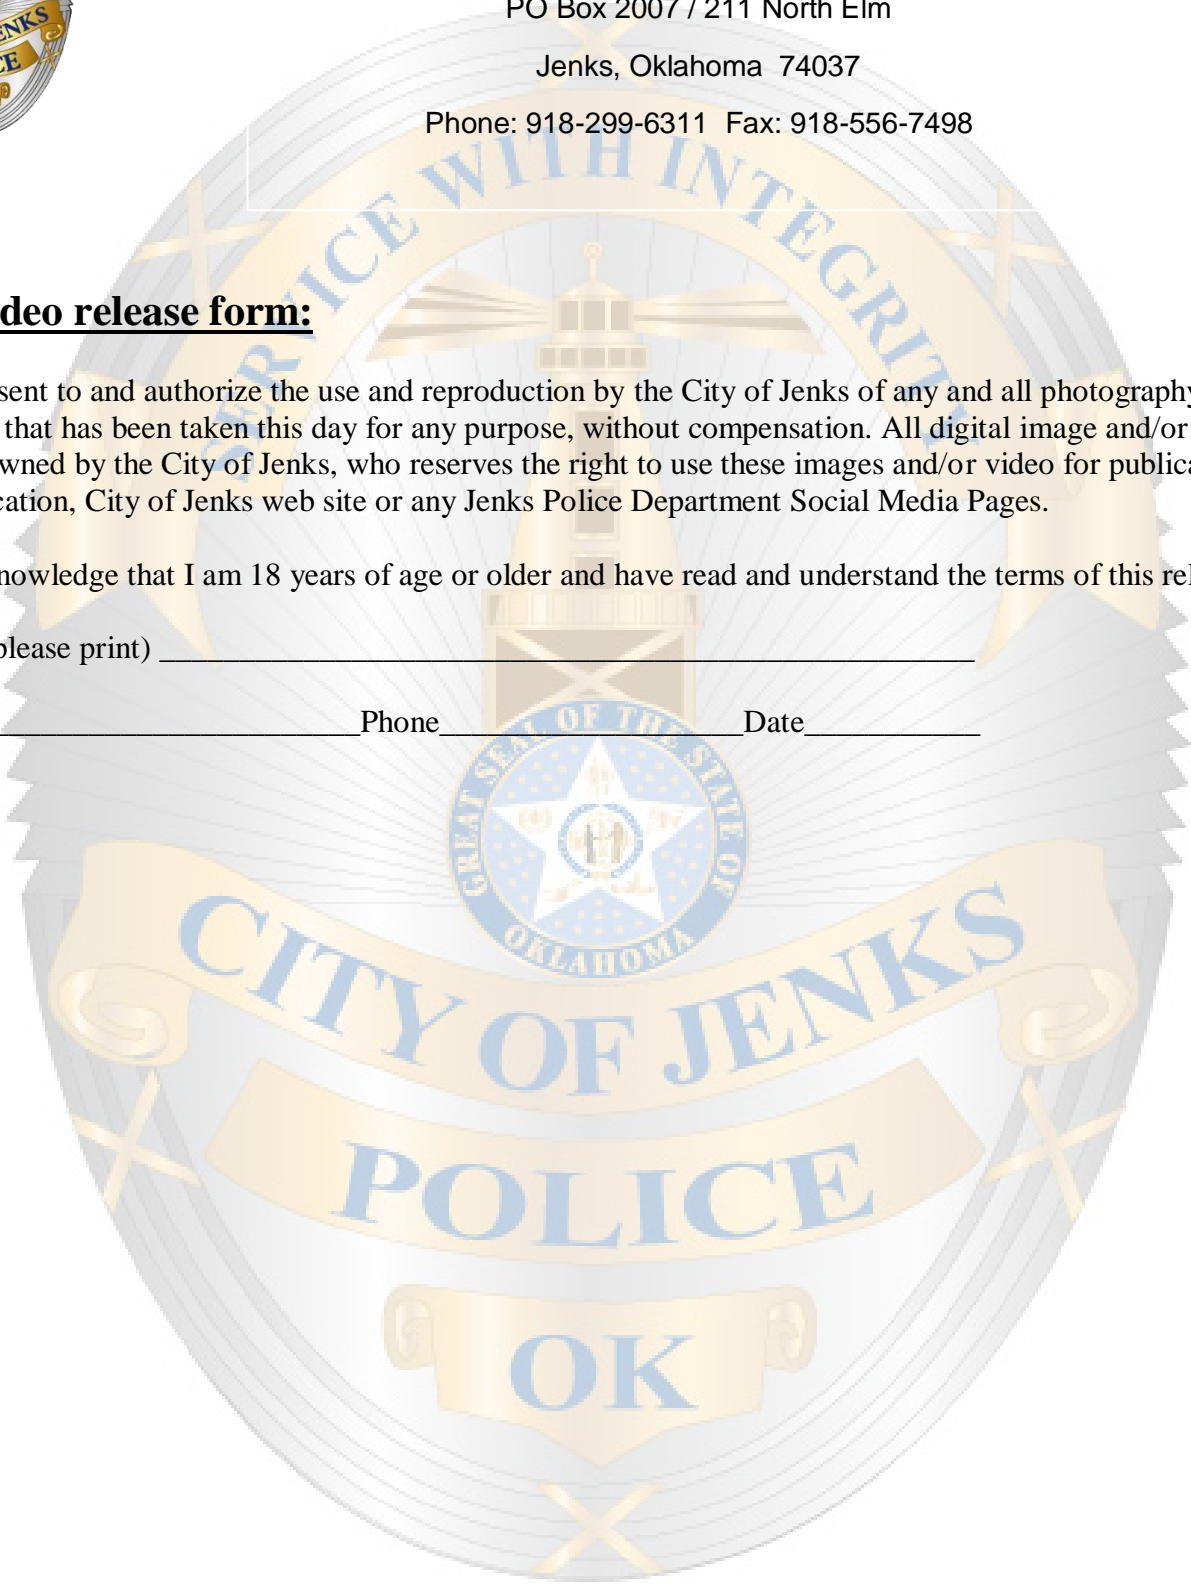 PO Box 2007 / 211 North Elm
Jenks, Oklahoma 74037
Phone: 918-299-6311 Fax: 918-556-7498
SERVICE WITH INTEGRITY
deo release form:
sent to and authorize the use and reproduction by the City of Jenks of any and all photography
that has been taken this day for any purpose, without compensation. All digital image and/or
wned by the City of Jenks, who reserves the right to use these images and/or video for publica
cation, City of Jenks web site or any Jenks Police Department Social Media Pages.
nowledge that I am 18 years of age or older and have read and understand the terms of this rel
please print) ____________________________________________________
_______________________Phone___________________Date___________
GREAT SEAL OF THE STATE OF
OKLAHOMA
CITY OF JENKS
POLICE
OK